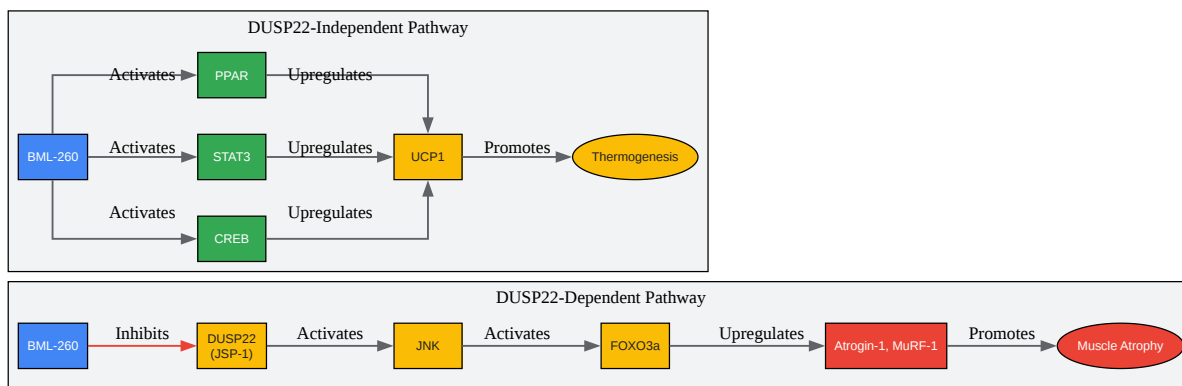 DUSP22-Independent Pathway
Activates
PPAR
Upregulates
BML-260
Activates
STAT3
Upregulates
UCP1
Promotes
Thermogenesis
Activates
CREB
Upregulates
DUSP22-Dependent Pathway
BML-260
Inhibits
DUSP22
(JSP-1)
Activates
JNK
Activates
FOXO3a
Upregulates
Atrogin-1, MuRF-1
Promotes
Muscle Atrophy